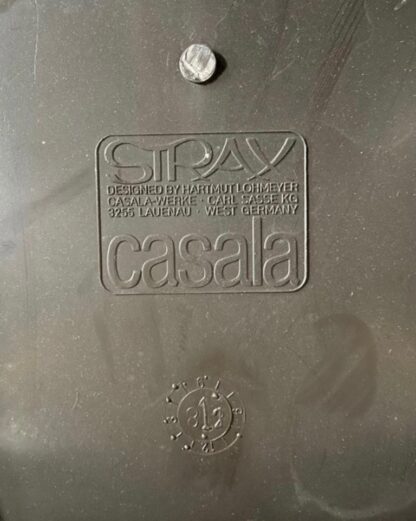 STRAY
DESIGNED BY HARTMUT LOHMEYER
CASALA-WERKE · CARL SASSE KG
3255 LAUENAU · WEST GERMANY
casala